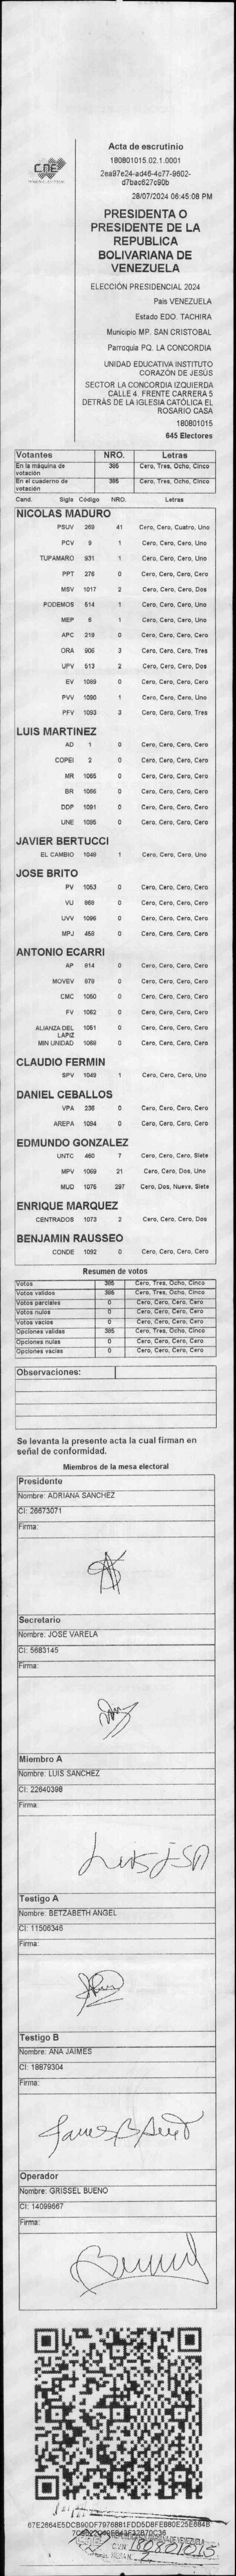 CNE
Acta de escrutinio
180801015.02.1.0001
2ea97e24-ad46-4c77-9602-
d7bac627c90b
28/07/2024 06:45:08 PM
PRESIDENTA O
PRESIDENTE DE LA
REPUBLICA
BOLIVARIANA DE
VENEZUELA
ELECCIÓN PRESIDENCIAL 2024
País VENEZUELA
Estado EDO. TACHIRA
Municipio MP. SAN CRISTOBAL
Parroquia PQ. LA CONCORDIA
UNIDAD EDUCATIVA INSTITUTO
CORAZÓN DE JESÚS
SECTOR LA CONCORDIA IZQUIERDA
CALLE 4. FRENTE CARRERA 5
DETRÁS DE LA IGLESIA CATÓLICA EL
ROSARIO CASA
180801015
645 Electores
Votantes NRO. Letras
En la máquina de votación 385 Cero, Tres, Ocho, Cinco
En el cuaderno de votación 385 Cero, Tres, Ocho, Cinco
Cand. Sigla Código NRO. Letras
NICOLAS MADURO
PSUV 269 41 Cero, Cero, Cuatro, Uno
PCV 9 1 Cero, Cero, Cero, Uno
TUPAMARO 931 1 Cero, Cero, Cero, Uno
PPT 276 0 Cero, Cero, Cero, Cero
MSV 1017 2 Cero, Cero, Cero, Dos
PODEMOS 514 1 Cero, Cero, Cero, Uno
MEP 6 1 Cero, Cero, Cero, Uno
APC 219 0 Cero, Cero, Cero, Cero
ORA 906 3 Cero, Cero, Cero, Tres
UPV 513 2 Cero, Cero, Cero, Dos
EV 1089 0 Cero, Cero, Cero, Cero
PVV 1090 1 Cero, Cero, Cero, Uno
PFV 1093 3 Cero, Cero, Cero, Tres
LUIS MARTINEZ
AD 1 0 Cero, Cero, Cero, Cero
COPEI 2 0 Cero, Cero, Cero, Cero
MR 1065 0 Cero, Cero, Cero, Cero
BR 1066 0 Cero, Cero, Cero, Cero
DDP 1091 0 Cero, Cero, Cero, Cero
UNE 1095 0 Cero, Cero, Cero, Cero
JAVIER BERTUCCI
EL CAMBIO 1048 1 Cero, Cero, Cero, Uno
JOSE BRITO
PV 1053 0 Cero, Cero, Cero, Cero
VU 868 0 Cero, Cero, Cero, Cero
UVV 1096 0 Cero, Cero, Cero, Cero
MPJ 459 0 Cero, Cero, Cero, Cero
ANTONIO ECARRI
AP 814 0 Cero, Cero, Cero, Cero
MOVEV 879 0 Cero, Cero, Cero, Cero
CMC 1050 0 Cero, Cero, Cero, Cero
FV 1062 0 Cero, Cero, Cero, Cero
ALIANZA DEL LAPIZ 1051 0 Cero, Cero, Cero, Cero
MIN UNIDAD 1068 0 Cero, Cero, Cero, Cero
CLAUDIO FERMIN
SPV 1049 1 Cero, Cero, Cero, Uno
DANIEL CEBALLOS
VPA 235 0 Cero, Cero, Cero, Cero
AREPA 1094 0 Cero, Cero, Cero, Cero
EDMUNDO GONZALEZ
UNTC 460 7 Cero, Cero, Cero, Siete
MPV 1069 21 Cero, Cero, Dos, Uno
MUD 1075 297 Cero, Dos, Nueve, Siete
ENRIQUE MARQUEZ
CENTRADOS 1073 2 Cero, Cero, Cero, Dos
BENJAMIN RAUSSEO
CONDE 1092 0 Cero, Cero, Cero, Cero
Resumen de votos
Votos 385 Cero, Tres, Ocho, Cinco
Votos validos 385 Cero, Tres, Ocho, Cinco
Votos parciales 0 Cero, Cero, Cero, Cero
Votos nulos 0 Cero, Cero, Cero, Cero
Votos vacios 0 Cero, Cero, Cero, Cero
Opciones validas 385 Cero, Tres, Ocho, Cinco
Opciones nulas 0 Cero, Cero, Cero, Cero
Opciones vacias 0 Cero, Cero, Cero, Cero
Observaciones:
Se levanta la presente acta la cual firman en
señal de conformidad.
Miembros de la mesa electoral
Presidente
Nombre: ADRIANA SANCHEZ
CI: 26673071
Firma:
Secretario
Nombre: JOSE VARELA
CI: 5683145
Firma:
Miembro A
Nombre: LUIS SANCHEZ
CI: 22640398
Firma:
Testigo A
Nombre: BETZABETH ANGEL
CI: 11506346
Firma:
Testigo B
Nombre: ANA JAIMES
CI: 18879304
Firma:
Operador
Nombre: GRISSEL BUENO
CI: 14099667
Firma:
180801015